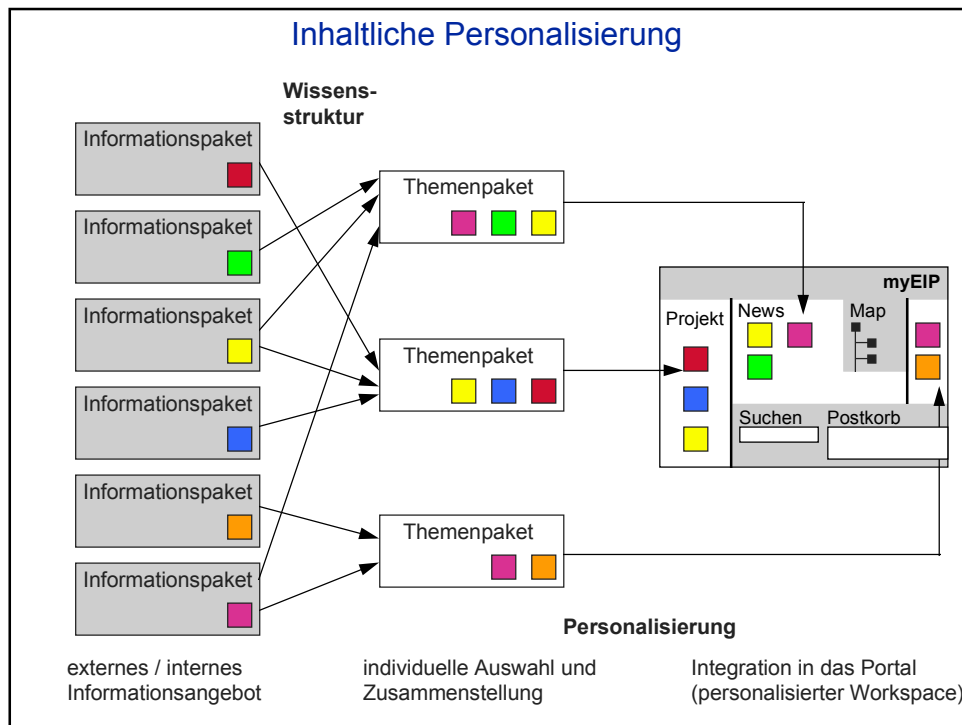 Inhaltliche Personalisierung
Wissens-
struktur
Informationspaket
Informationspaket
Informationspaket
Informationspaket
Informationspaket
Informationspaket
Themenpaket
Themenpaket
Themenpaket
myEIP
Projekt
News
Map
Suchen
Postkorb
Personalisierung
externes / internes
Informationsangebot
individuelle Auswahl und
Zusammenstellung
Integration in das Portal
(personalisierter Workspace)